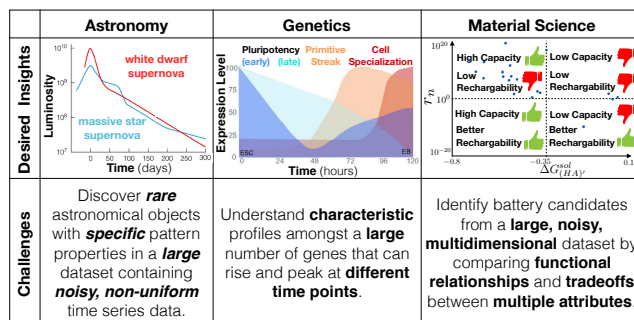 Astronomy
Genetics
Material Science
Desired Insights
Luminosity
10^10
10^9
10^8
10^7
white dwarf
supernova
massive star
supernova
0
50
100
150
200
250
300
Time (days)
Expression Level
100
75
50
25
0
Pluripotency
(early) (late)
Primitive
Streak
Cell
Specialization
ESC
EB
0
24
48
72
96
120
Time (hours)
10^20
10^0
10^-20
High Capacity
Low
Rechargability
Low Capacity
Low
Rechargability
High Capacity
Better
Rechargability
Low Capacity
Better
Rechargability
-0.8
-0.35
0.1
ΔG^sol_(HA)'
Challenges
Discover rare
astronomical objects
with specific pattern
properties in a large
dataset containing
noisy, non-uniform
time series data.
Understand characteristic
profiles amongst a large
number of genes that can
rise and peak at different
time points.
Identify battery candidates
from a large, noisy,
multidimensional dataset by
comparing functional
relationships and tradeoffs
between multiple attributes.